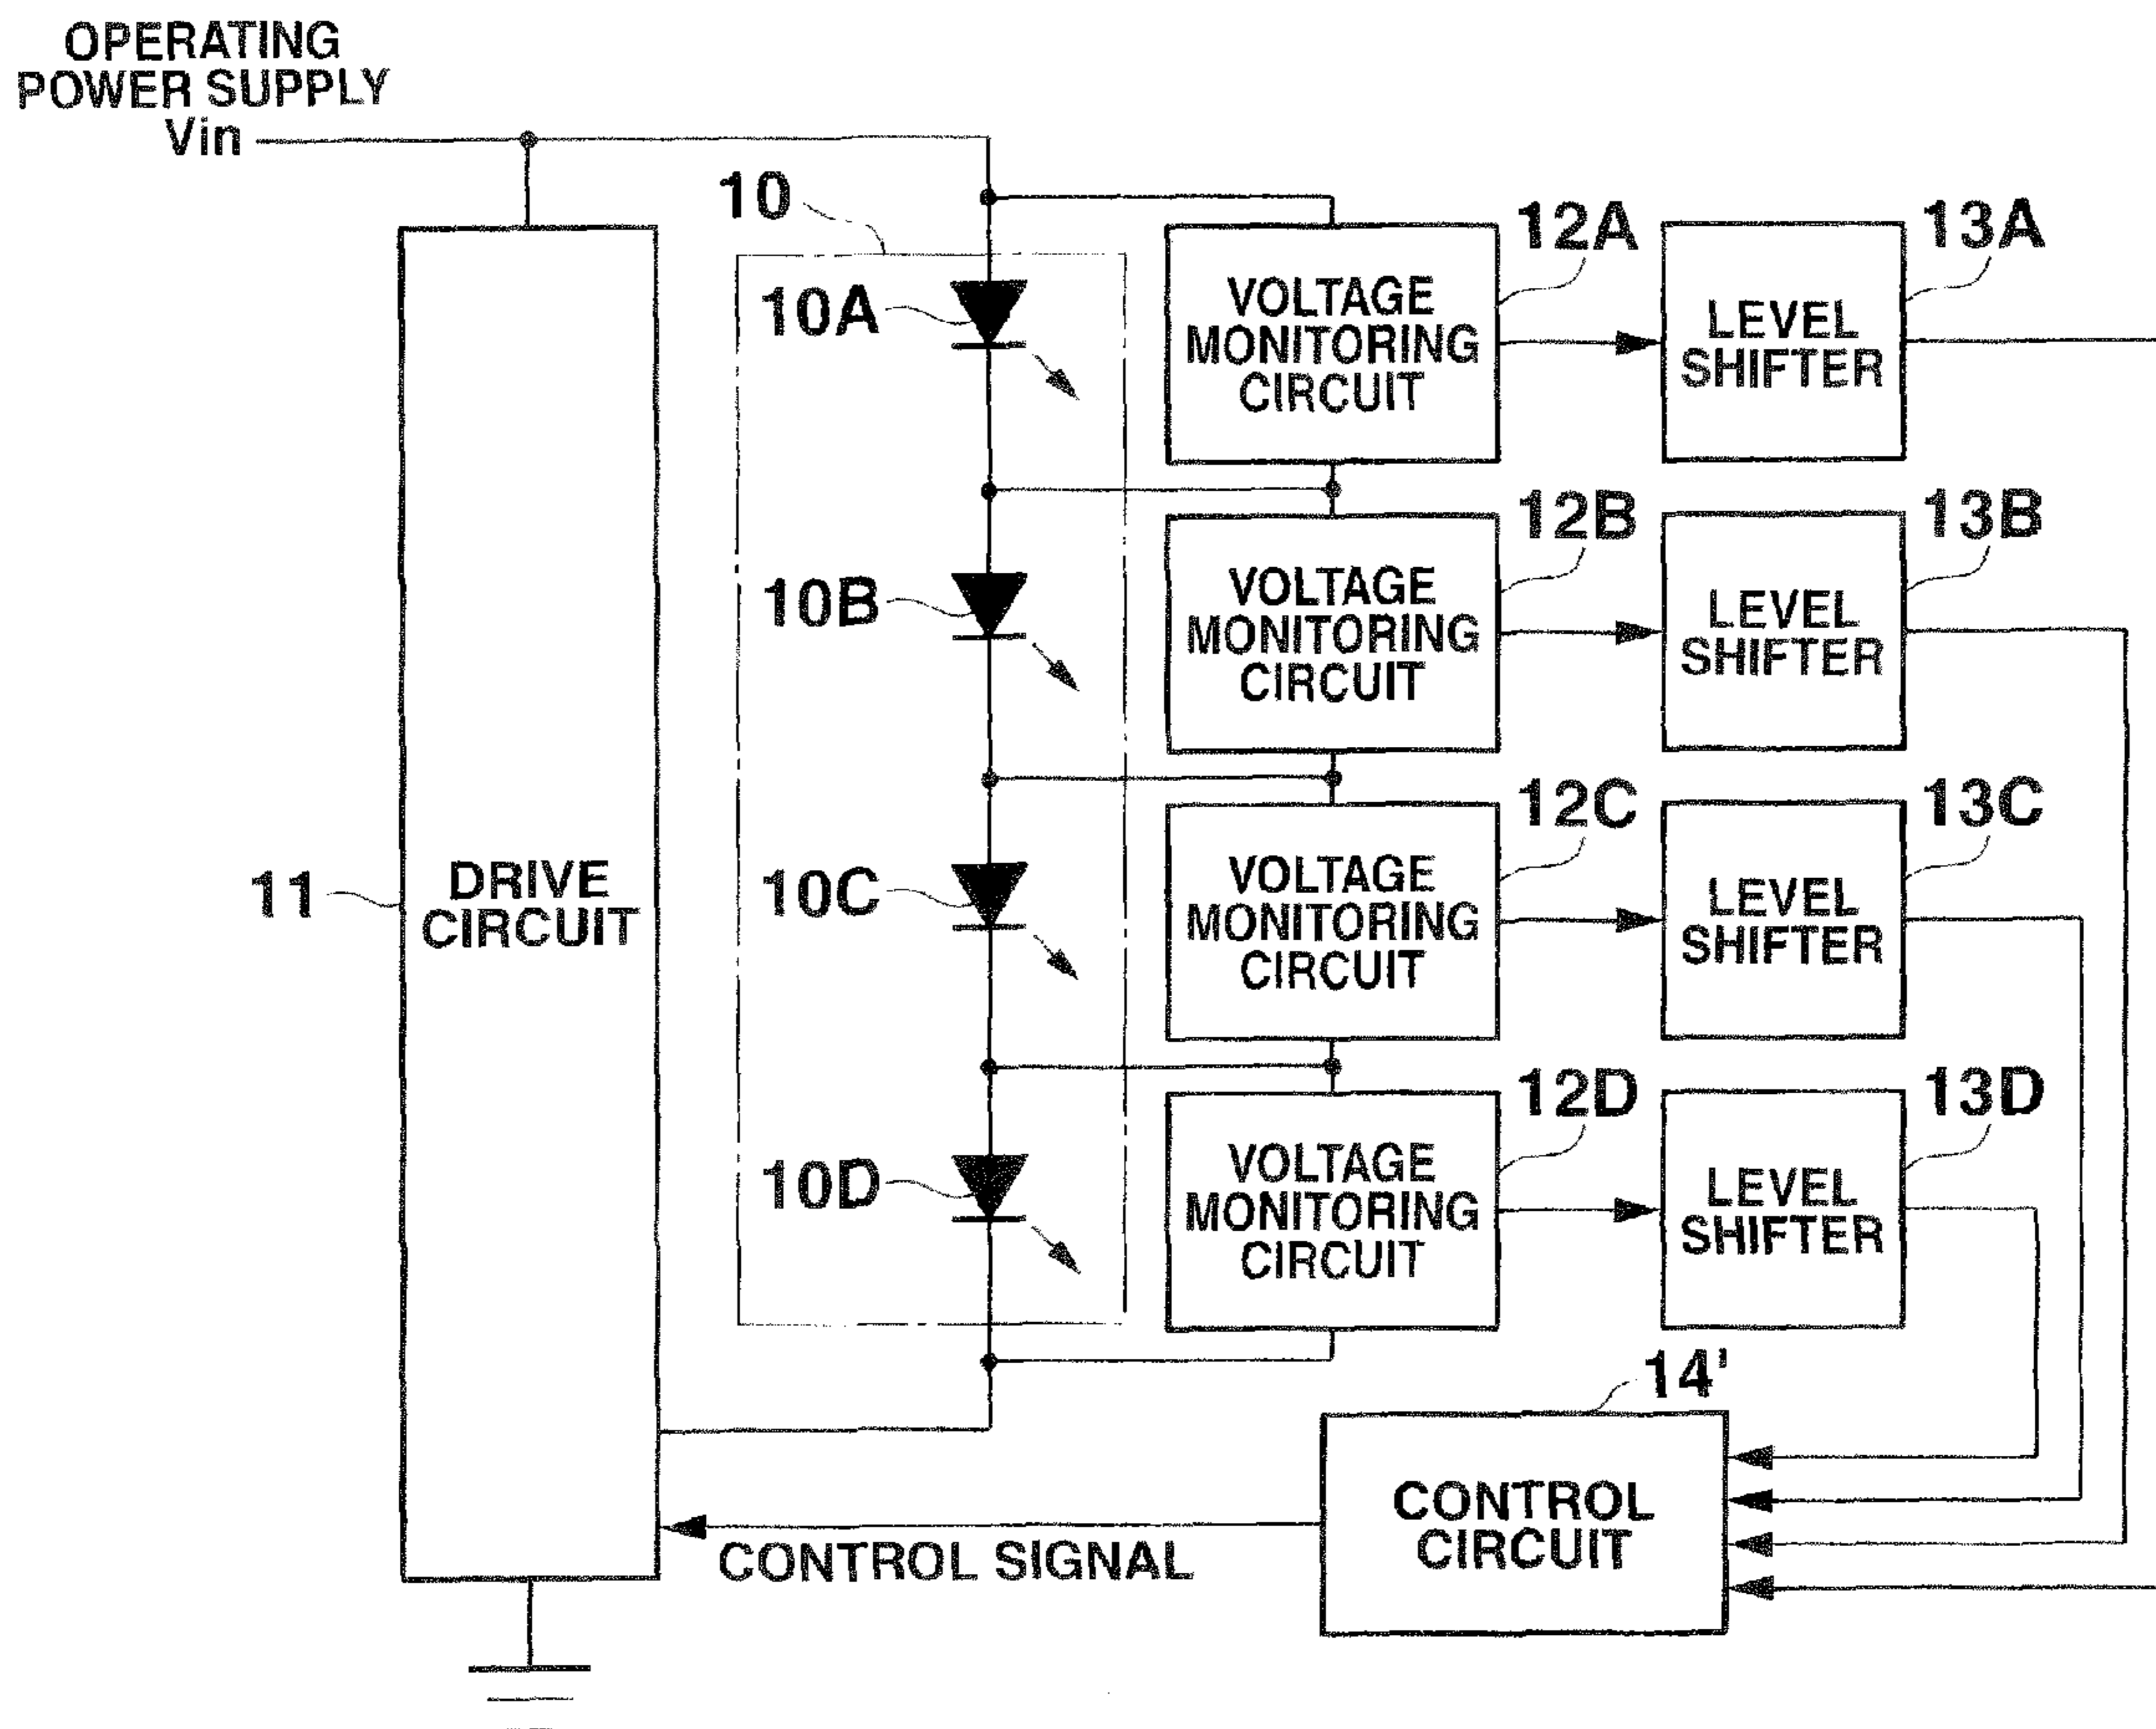 OPERATING
POWER SUPPLY
Vin
10
12A
13A
10A
VOLTAGE
MONITORING
CIRCUIT
LEVEL
SHIFTER
12B
13B
10B
VOLTAGE
MONITORING
CIRCUIT
LEVEL
SHIFTER
12C
13C
11
DRIVE
CIRCUIT
10C
VOLTAGE
MONITORING
CIRCUIT
LEVEL
SHIFTER
12D
13D
10D
VOLTAGE
MONITORING
CIRCUIT
LEVEL
SHIFTER
14'
CONTROL
CIRCUIT
CONTROL SIGNAL